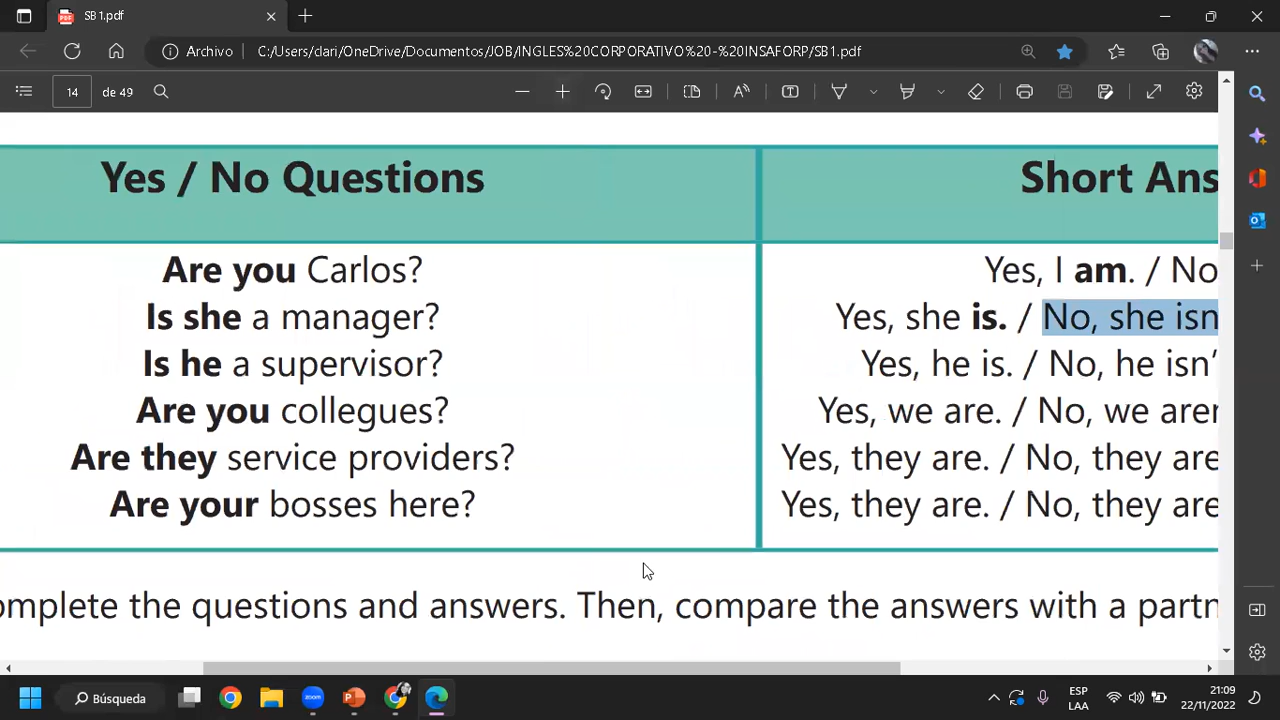 SB1.pdf
Archivo
C:/Users/clari/OneDrive/Documentos/JOB/INGLES%20CORPORATIVO%20-%20INSAFORP/SB1.pdf
14 de 49
Yes / No Questions
Short Ans
Are you Carlos?
Yes, I am. / No
Is she a manager?
Yes, she is. / No, she isn
Is he a supervisor?
Yes, he is. / No, he isn'
Are you collegues?
Yes, we are. / No, we aren
Are they service providers?
Yes, they are. / No, they are
Are your bosses here?
Yes, they are. / No, they are
omplete the questions and answers. Then, compare the answers with a partn
Búsqueda
ESP
LAA
21:09
22/11/2022